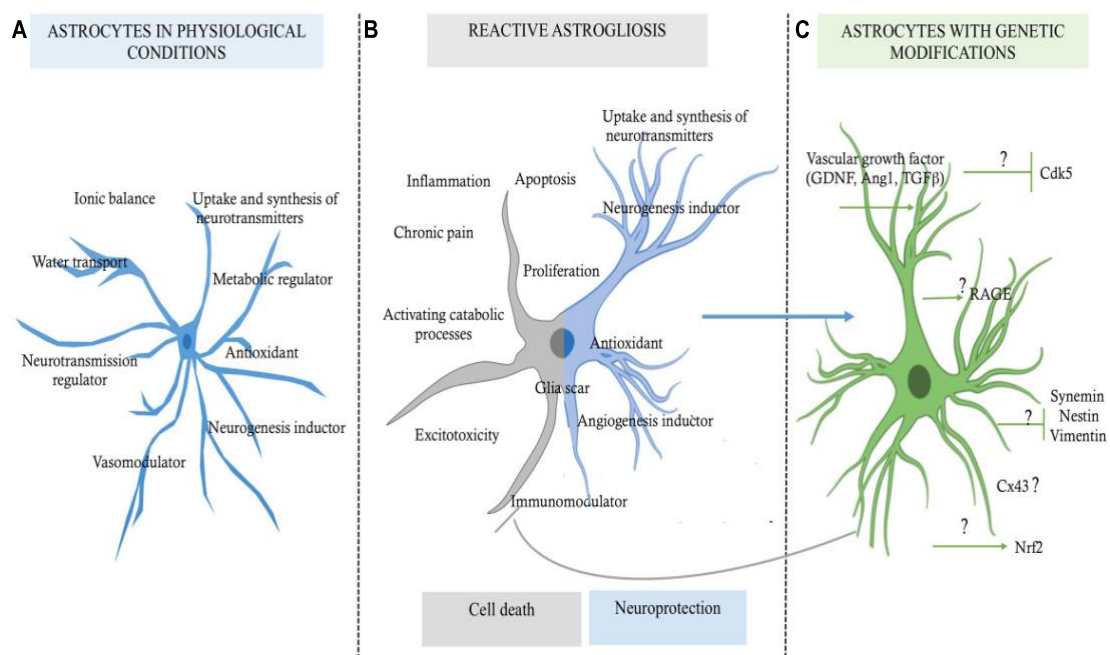 A
ASTROCYTES IN PHYSIOLOGICAL
CONDITIONS
Ionic balance
Uptake and synthesis of
neurotransmitters
Water transport
Metabolic regulator
Neurotransmission
regulator
Antioxidant
Neurogenesis inductor
Vasomodulator
B
REACTIVE ASTROGLIOSIS
Uptake and synthesis of
neurotransmitters
Inflammation
Apoptosis
Neurogenesis inductor
Chronic pain
Proliferation
Activating catabolic
processes
Antioxidant
Glia scar
Angiogenesis inductor
Excitotoxicity
Immunomodulator
Cell death
Neuroprotection
C
ASTROCYTES WITH GENETIC
MODIFICATIONS
Vascular growth factor
(GDNF, Ang1, TGFβ)
?
Cdk5
?
RAGE
Synemin
?
Nestin
Vimentin
Cx43 ?
?
Nrf2